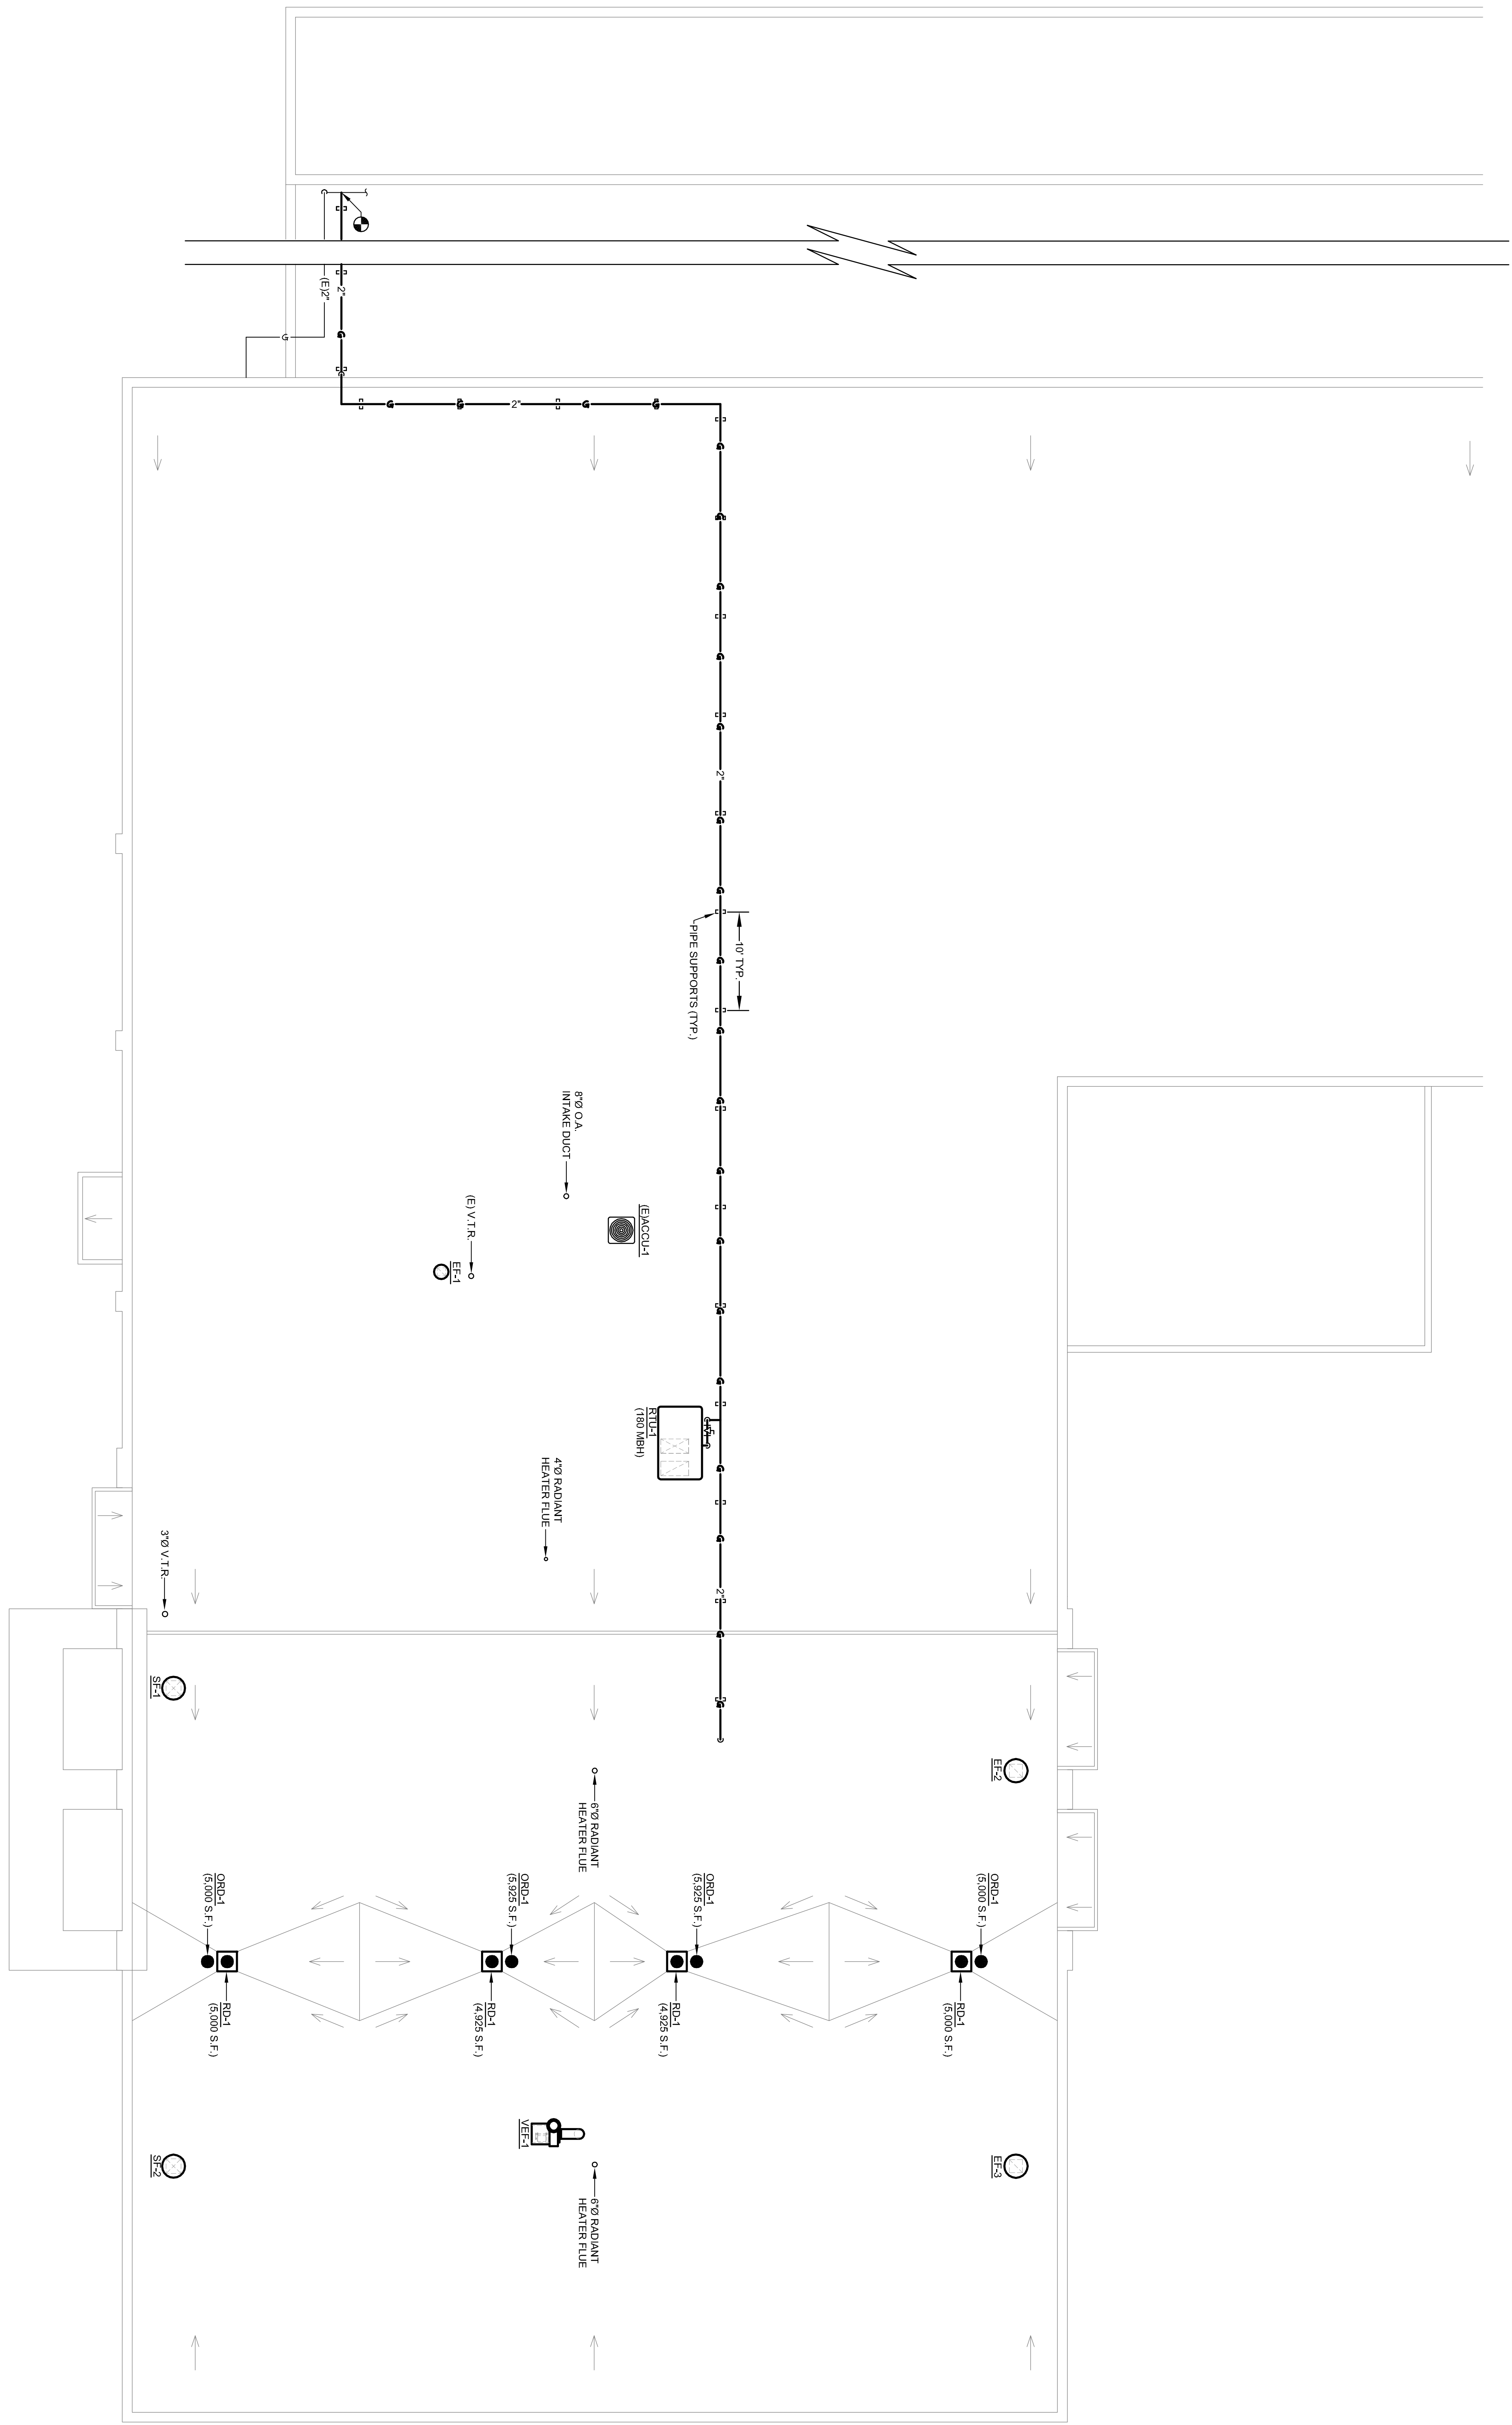 (E)2"
2"
G
G
2"
2"
10' TYP.
PIPE SUPPORTS (TYP.)
8"Ø O.A.
INTAKE DUCT
(E)ACCU-1
(E) V.T.R.
EF-1
RTU-1
(180 MBH)
4"Ø RADIANT
HEATER FLUE
3"Ø V.T.R.
2"
SF-1
EF-2
6"Ø RADIANT
HEATER FLUE
ORD-1
(5,000 S.F.)
ORD-1
(5,925 S.F.)
ORD-1
(5,925 S.F.)
ORD-1
(5,000 S.F.)
RD-1
(5,000 S.F.)
RD-1
(4,925 S.F.)
RD-1
(4,925 S.F.)
RD-1
(5,000 S.F.)
VEF-1
SF-2
EF-3
6"Ø RADIANT
HEATER FLUE